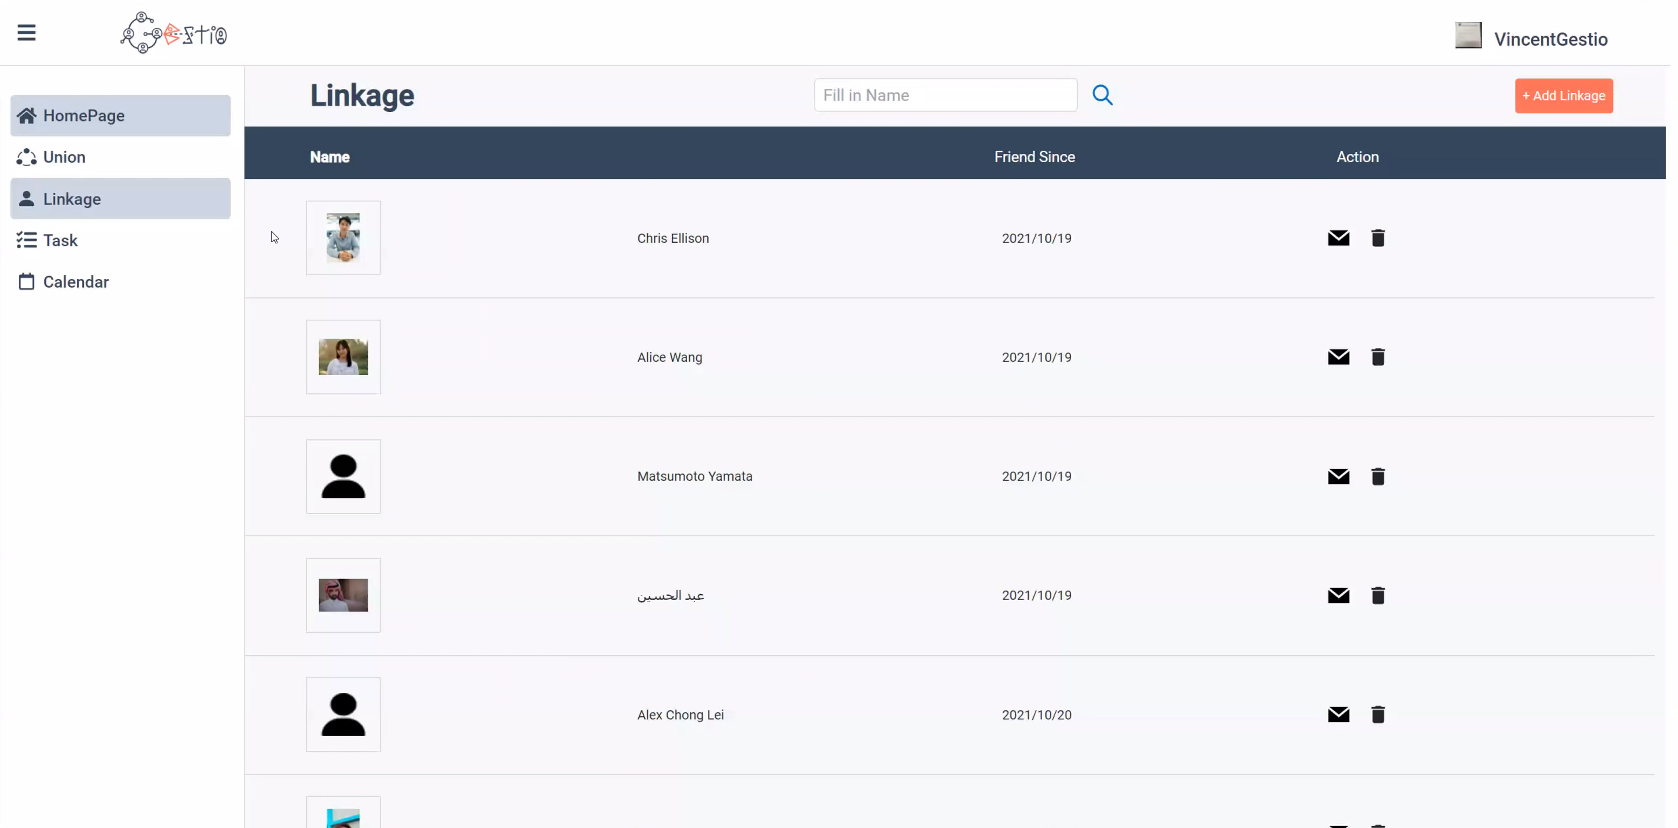 Gestio
VincentGestio
HomePage
Union
Linkage
Task
Calendar
Linkage
Fill in Name
+ Add Linkage
Name Friend Since Action
Chris Ellison 2021/10/19
Alice Wang 2021/10/19
Matsumoto Yamata 2021/10/19
عبد الحسين 2021/10/19
Alex Chong Lei 2021/10/20